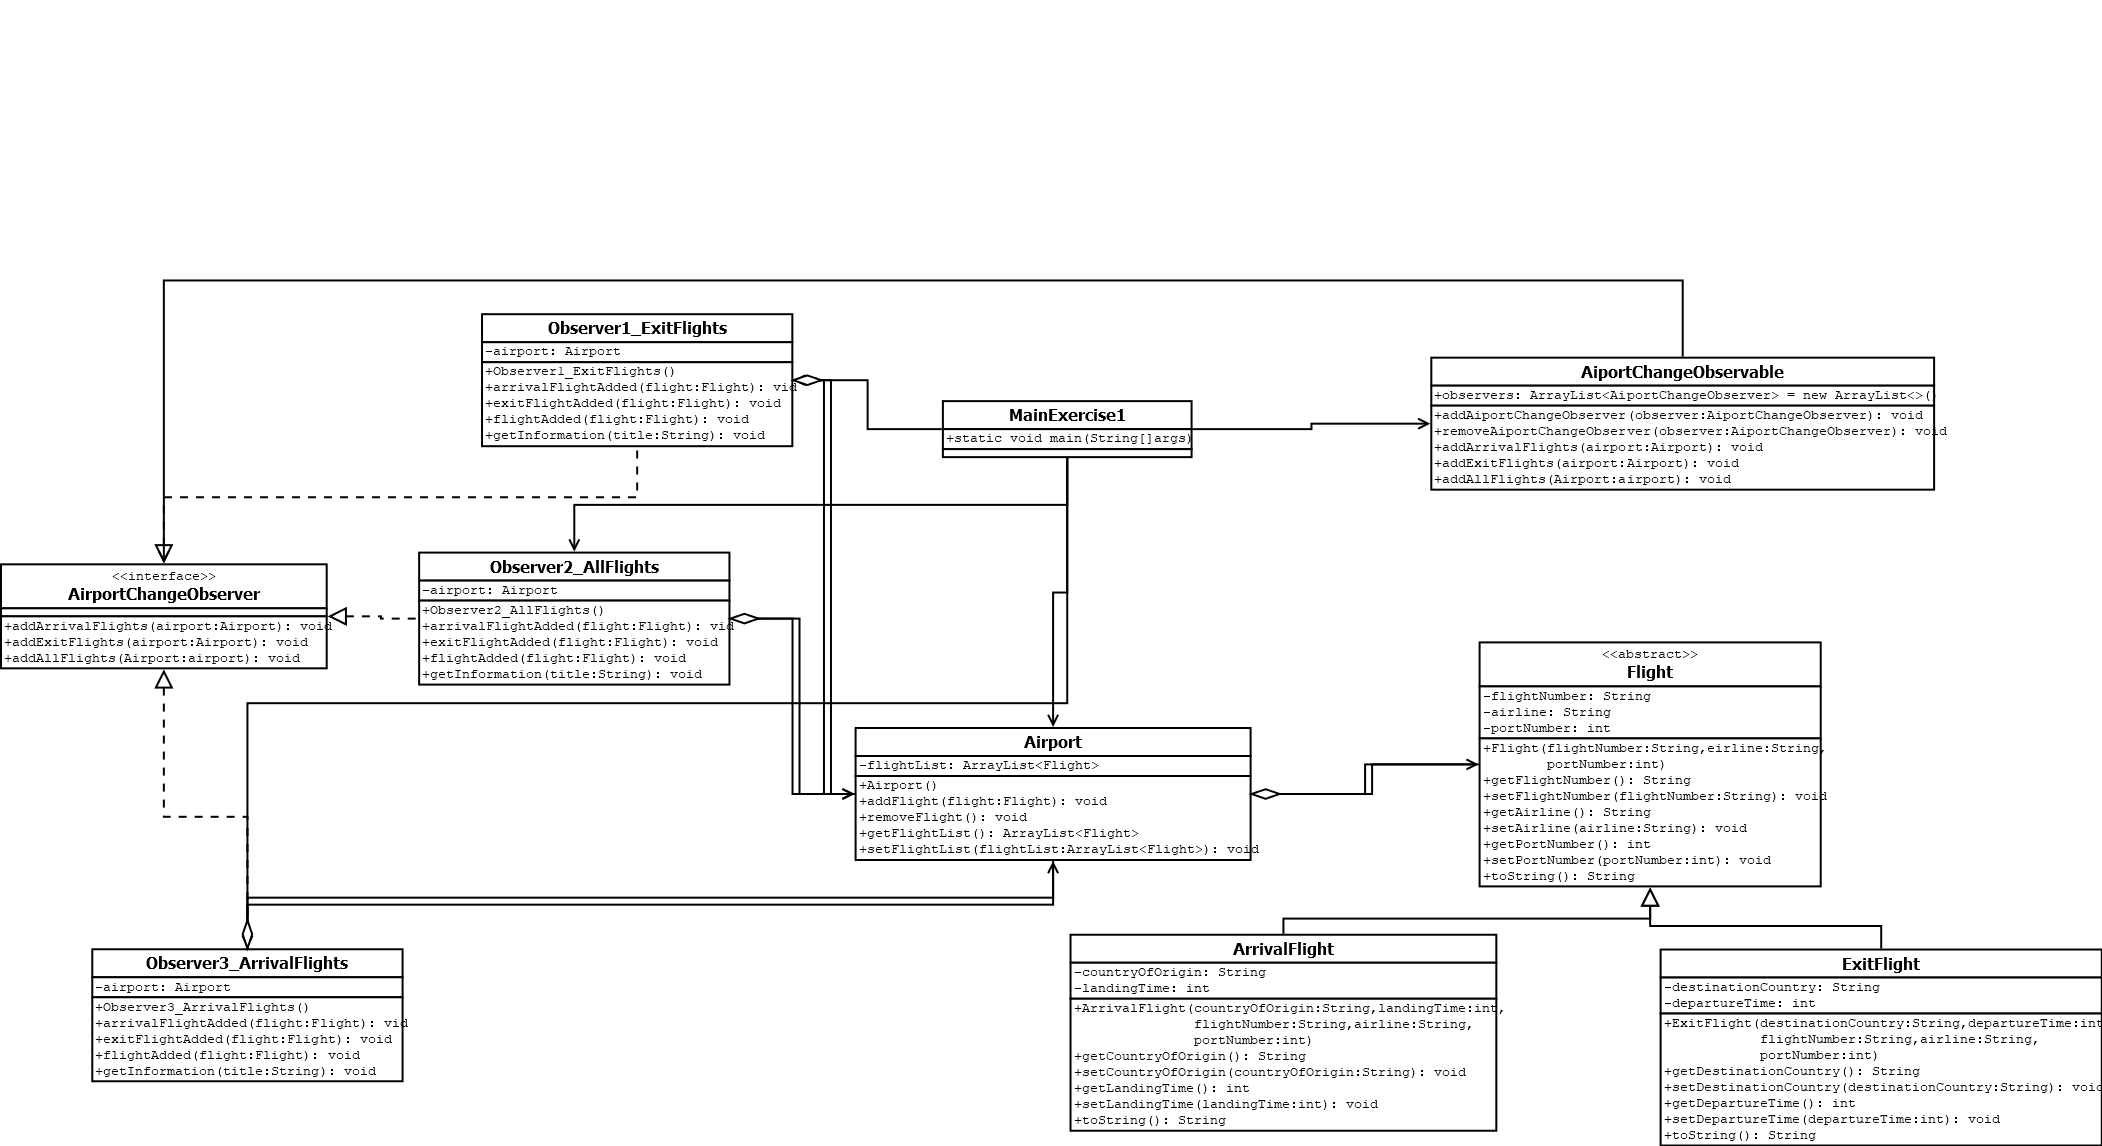 Observer1_ExitFlights
-airport: Airport
+Observer1_ExitFlights()
+arrivalFlightAdded(flight:Flight): vid
+exitFlightAdded(flight:Flight): void
+flightAdded(flight:Flight): void
+getInformation(title:String): void
MainExercise1
+static void main(String[]args)
AiportChangeObservable
+observers: ArrayList<AiportChangeObserver> = new ArrayList<>()
+addAiportChangeObserver(observer:AiportChangeObserver): void
+removeAiportChangeObserver(observer:AiportChangeObserver): void
+addArrivalFlights(airport:Airport): void
+addExitFlights(airport:Airport): void
+addAllFlights(Airport:airport): void
<<interface>>
AirportChangeObserver
+addArrivalFlights(airport:Airport): void
+addExitFlights(airport:Airport): void
+addAllFlights(Airport:airport): void
Observer2_AllFlights
-airport: Airport
+Observer2_AllFlights()
+arrivalFlightAdded(flight:Flight): vid
+exitFlightAdded(flight:Flight): void
+flightAdded(flight:Flight): void
+getInformation(title:String): void
Airport
-flightList: ArrayList<Flight>
+Airport()
+addFlight(flight:Flight): void
+removeFlight(): void
+getFlightList(): ArrayList<Flight>
+setFlightList(flightList:ArrayList<Flight>): void
<<abstract>>
Flight
-flightNumber: String
-airline: String
-portNumber: int
+Flight(flightNumber:String,eirline:String,
portNumber:int)
+getFlightNumber(): String
+setFlightNumber(flightNumber:String): void
+getAirline(): String
+setAirline(airline:String): void
+getPortNumber(): int
+setPortNumber(portNumber:int): void
+toString(): String
Observer3_ArrivalFlights
-airport: Airport
+Observer3_ArrivalFlights()
+arrivalFlightAdded(flight:Flight): vid
+exitFlightAdded(flight:Flight): void
+flightAdded(flight:Flight): void
+getInformation(title:String): void
ArrivalFlight
-countryOfOrigin: String
-landingTime: int
+ArrivalFlight(countryOfOrigin:String,landingTime:int,
flightNumber:String,airline:String,
portNumber:int)
+getCountryOfOrigin(): String
+setCountryOfOrigin(countryOfOrigin:String): void
+getLandingTime(): int
+setLandingTime(landingTime:int): void
+toString(): String
ExitFlight
-destinationCountry: String
-departureTime: int
+ExitFlight(destinationCountry:String,departureTime:int
flightNumber:String,airline:String,
portNumber:int)
+getDestinationCountry(): String
+setDestinationCountry(destinationCountry:String): void
+getDepartureTime(): int
+setDepartureTime(departureTime:int): void
+toString(): String